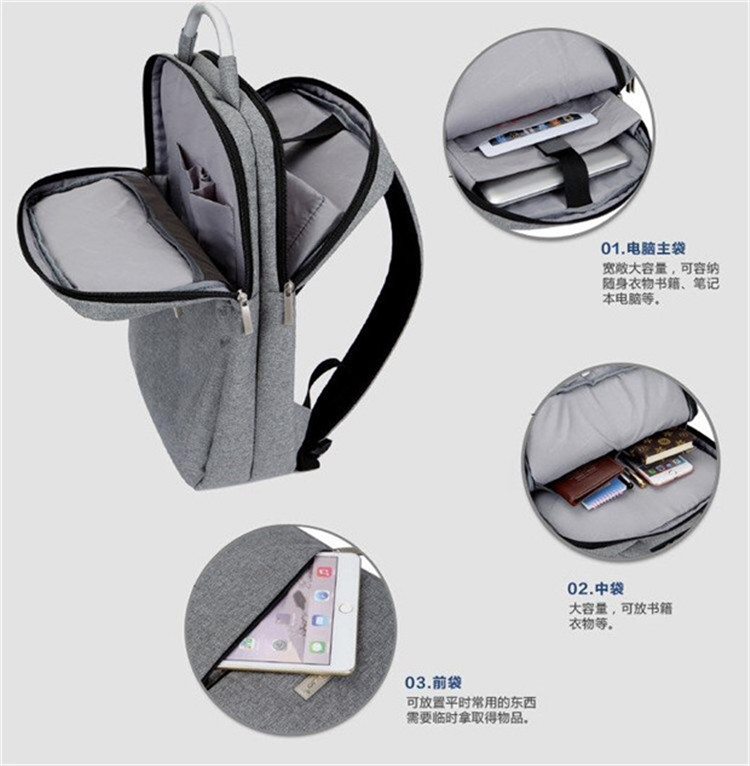 01.电脑主袋
宽敞大容量，可容纳
随身衣物书籍、笔记
本电脑等。
02.中袋
大容量，可放书籍
衣物等。
03.前袋
可放置平时常用的东西
需要临时拿取得物品。